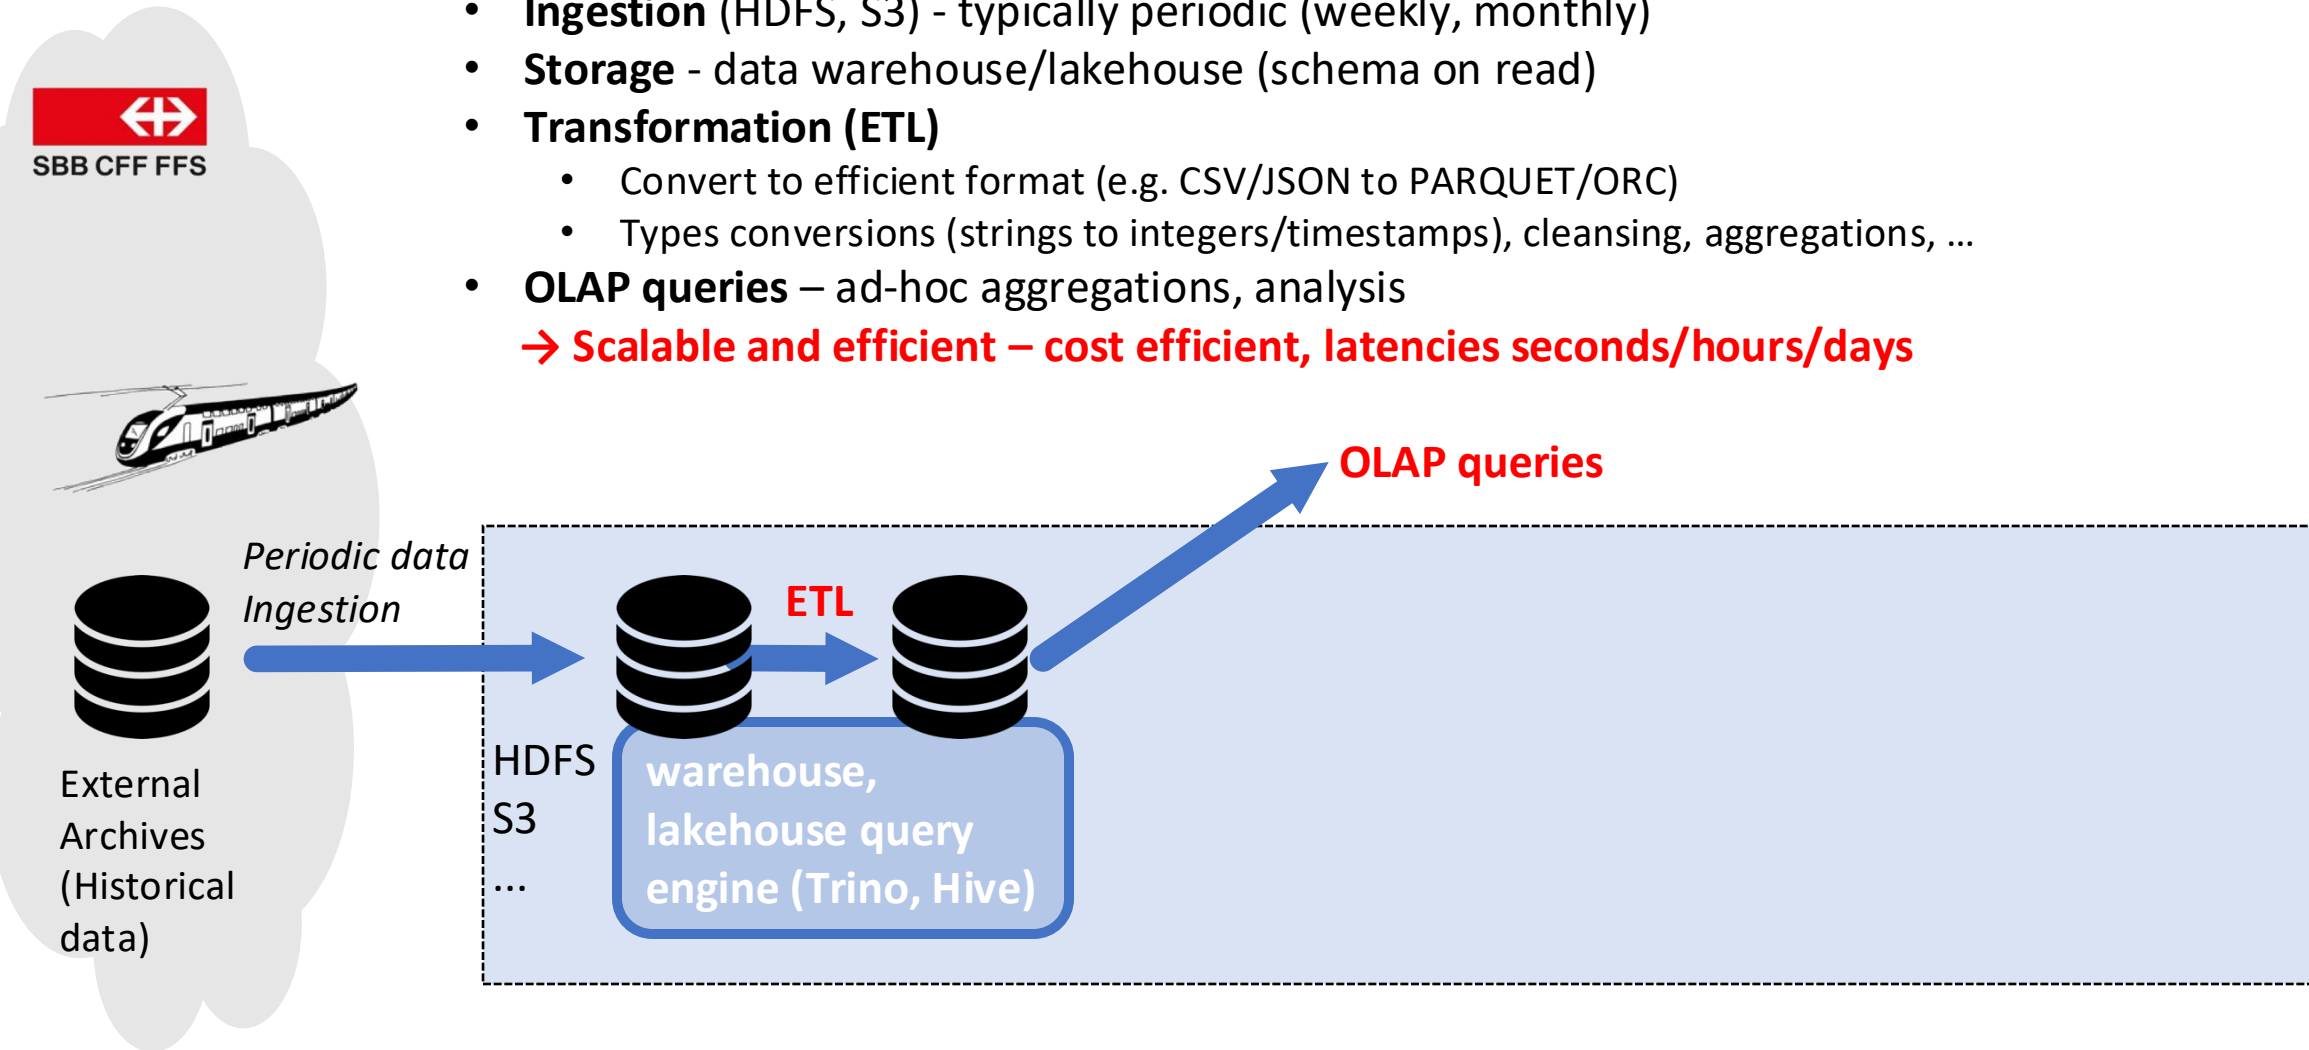 • Ingestion (HDFS, S3) - typically periodic (weekly, monthly)
• Storage - data warehouse/lakehouse (schema on read)
• Transformation (ETL)
• Convert to efficient format (e.g. CSV/JSON to PARQUET/ORC)
• Types conversions (strings to integers/timestamps), cleansing, aggregations, …
• OLAP queries – ad-hoc aggregations, analysis
→ Scalable and efficient – cost efficient, latencies seconds/hours/days
SBB CFF FFS
OLAP queries
Periodic data
Ingestion
ETL
External
Archives
(Historical
data)
HDFS
S3
...
warehouse,
lakehouse query
engine (Trino, Hive)